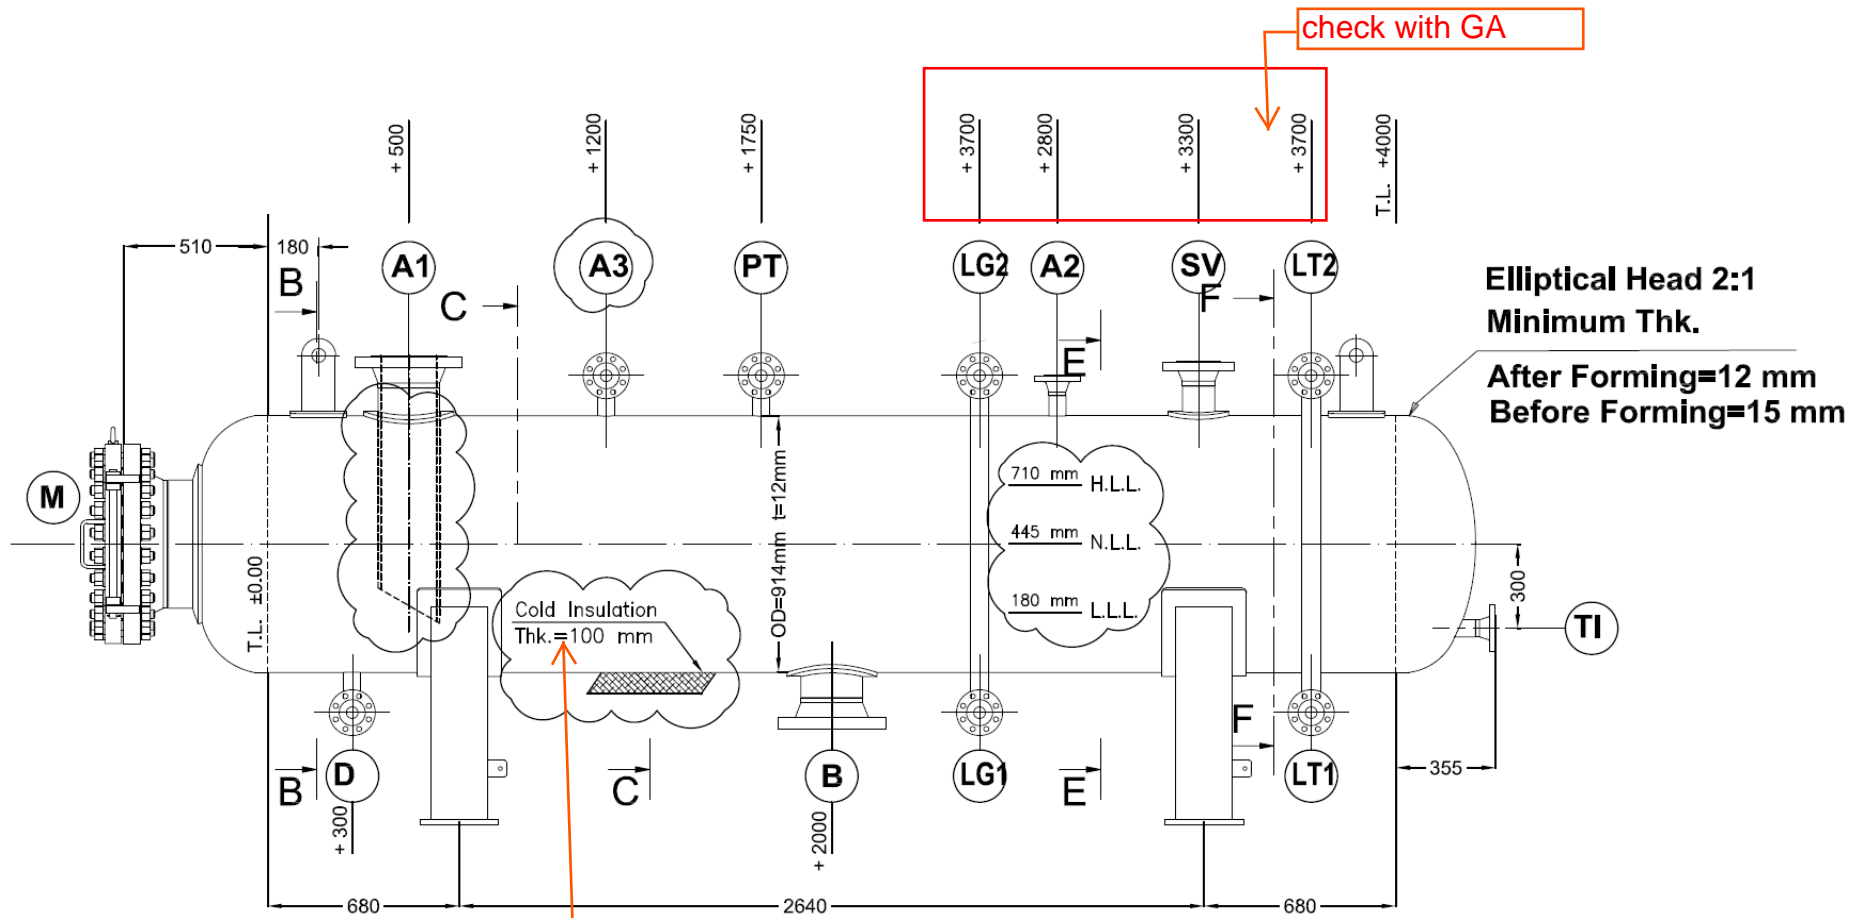 check with GA
+ 500
+ 1200
+ 1750
+ 3700
+ 2800
+ 3300
+ 3700
T.L. +4000
510
180
B
A1
C
A3
PT
LG2
A2
E
SV
F
LT2
Elliptical Head 2:1
Minimum Thk.
After Forming=12 mm
Before Forming=15 mm
M
T.L. ±0.00
OD=914mm t=12mm
710 mm H.L.L.
445 mm N.L.L.
180 mm L.L.L.
Cold Insulation
Thk.=100 mm
300
TI
B
D
C
B
LG1
E
F
LT1
355
+ 300
+ 2000
680
2640
680